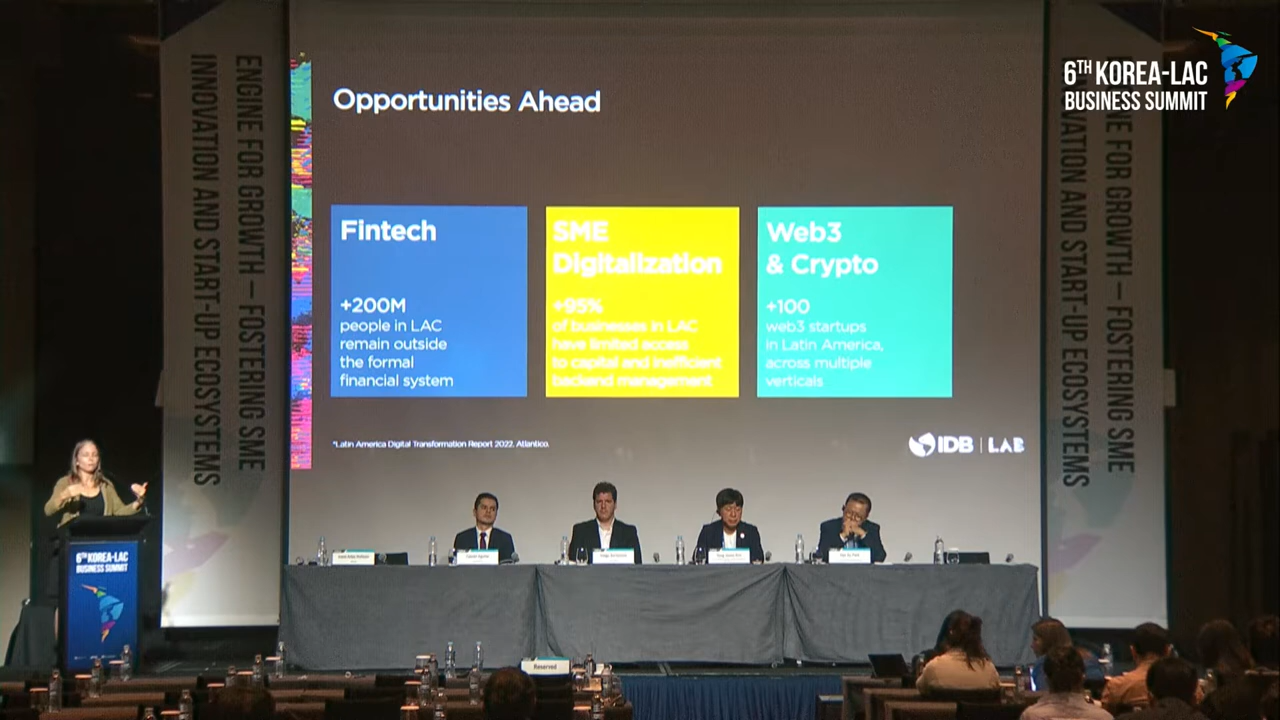 6TH KOREA-LAC
BUSINESS SUMMIT
ENGINE FOR GROWTH – FOSTERING SME
INNOVATION AND START-UP ECOSYSTEMS
Opportunities Ahead
Fintech
+200M
people in LAC
remain outside
the formal
financial system
SME
Digitalization
+95%
of businesses in LAC
have limited access
to capital and inefficient
backend management
Web3
& Crypto
+100
web3 startups
in Latin America,
across multiple
verticals
*Latin America Digital Transformation Report 2022. Atlantico.
IDB | LAB
NE FOR GROWTH – FOSTERING SME
VATION AND START-UP ECOSYSTEMS
6TH KOREA-LAC
BUSINESS SUMMIT
Reserved